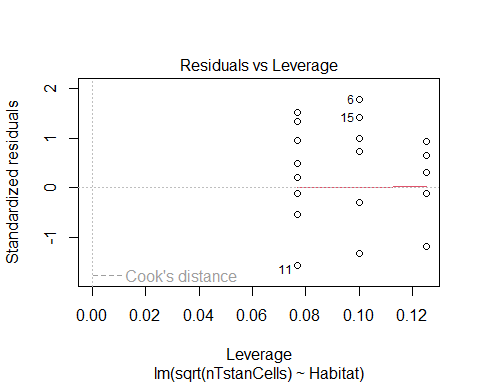 Residuals vs Leverage
Standardized residuals
2
1
0
-1
6
15
11
Cook's distance
0.00 0.02 0.04 0.06 0.08 0.10 0.12
Leverage
lm(sqrt(nTstanCells) ~ Habitat)